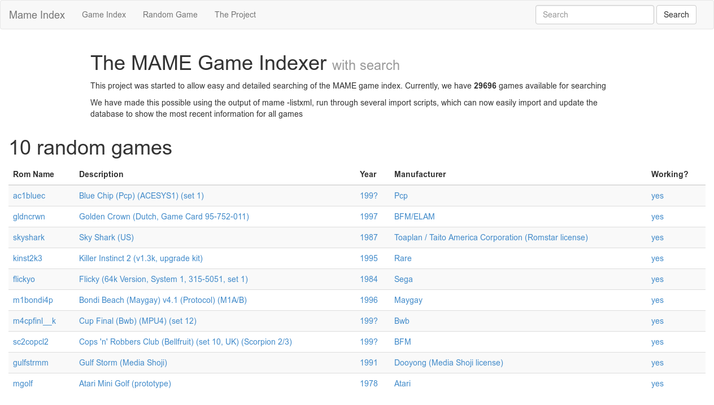 Mame Index Game Index Random Game The Project Search Search
The MAME Game Indexer with search
This project was started to allow easy and detailed searching of the MAME game index. Currently, we have 29696 games available for searching
We have made this possible using the output of mame -listxml, run through several import scripts, which can now easily import and update the
database to show the most recent information for all games
10 random games
Rom Name Description Year Manufacturer Working?
ac1bluec Blue Chip (Pcp) (ACESYS1) (set 1) 199? Pcp yes
gldncrwn Golden Crown (Dutch, Game Card 95-752-011) 1997 BFM/ELAM yes
skyshark Sky Shark (US) 1987 Toaplan / Taito America Corporation (Romstar license) yes
kinst2k3 Killer Instinct 2 (v1.3k, upgrade kit) 1995 Rare yes
flickyo Flicky (64k Version, System 1, 315-5051, set 1) 1984 Sega yes
m1bondi4p Bondi Beach (Maygay) v4.1 (Protocol) (M1A/B) 1996 Maygay yes
m4cpfinl__k Cup Final (Bwb) (MPU4) (set 12) 199? Bwb yes
sc2copcl2 Cops 'n' Robbers Club (Bellfruit) (set 10, UK) (Scorpion 2/3) 199? BFM yes
gulfstrmm Gulf Storm (Media Shoji) 1991 Dooyong (Media Shoji license) yes
mgolf Atari Mini Golf (prototype) 1978 Atari yes